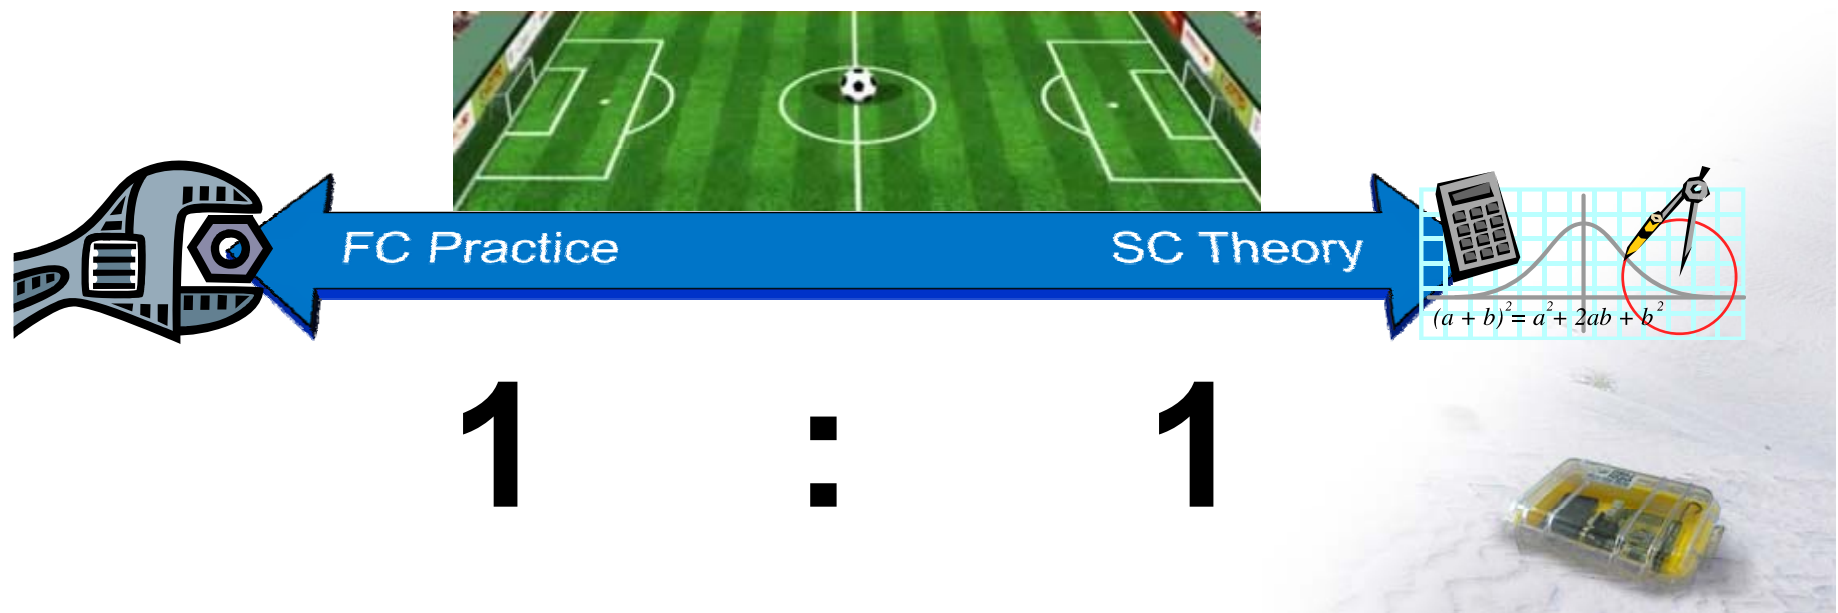 FC Practice SC Theory
(a + b)²= a²+ 2ab + b²
1 : 1